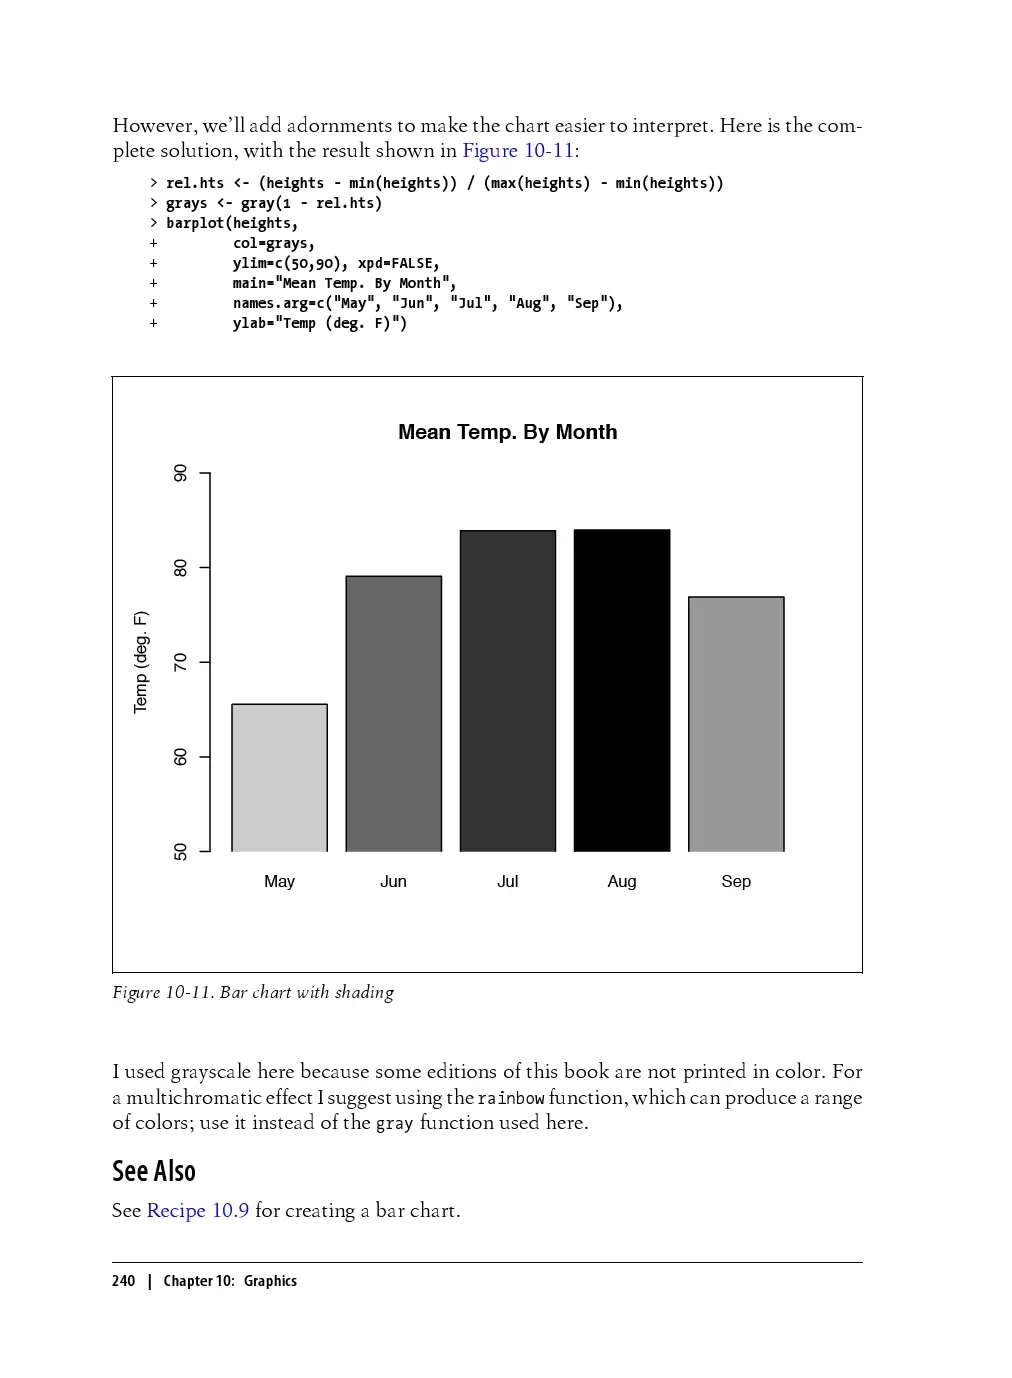 However, we’ll add adornments to make the chart easier to interpret. Here is the com-
plete solution, with the result shown in Figure 10-11:
> rel.hts <- (heights - min(heights)) / (max(heights) - min(heights))
> grays <- gray(1 - rel.hts)
> barplot(heights,
+         col=grays,
+         ylim=c(50,90), xpd=FALSE,
+         main="Mean Temp. By Month",
+         names.arg=c("May", "Jun", "Jul", "Aug", "Sep"),
+         ylab="Temp (deg. F)")
Mean Temp. By Month
90
80
70
60
50
Temp (deg. F)
May Jun Jul Aug Sep
Figure 10-11. Bar chart with shading
I used grayscale here because some editions of this book are not printed in color. For
a multichromatic effect I suggest using the rainbow function, which can produce a range
of colors; use it instead of the gray function used here.
See Also
See Recipe 10.9 for creating a bar chart.
240 | Chapter 10: Graphics